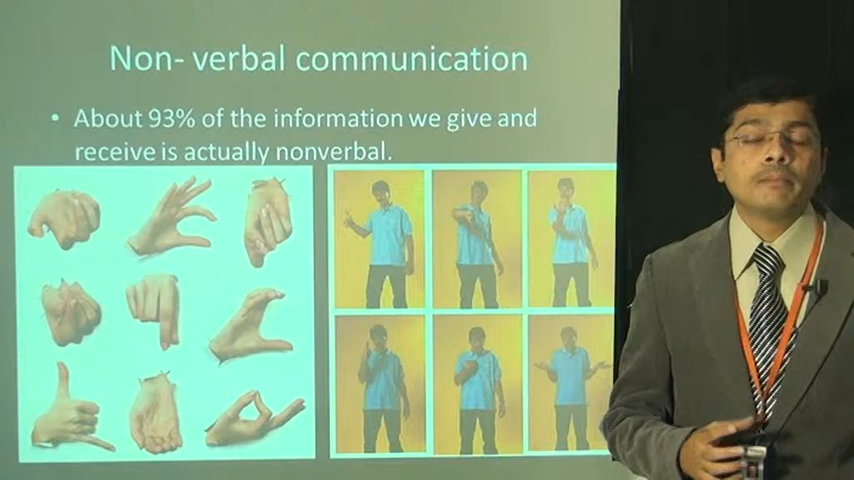 Non- verbal communication
• About 93% of the information we give and
receive is actually nonverbal.